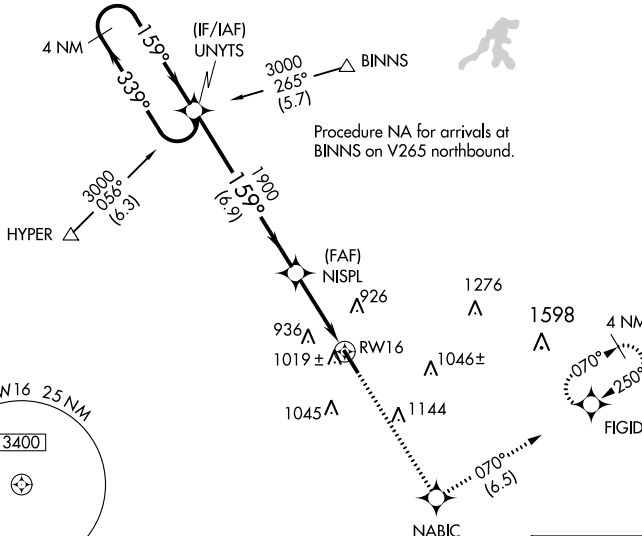 (IF/IAF)
UNYTS
4 NM
159°
339°
3000
265°
(5.7)
BINNS
Procedure NA for arrivals at
BINNS on V265 northbound.
3000
056°
(6.3)
HYPER
1900
159°
(6.9)
(FAF)
NISPL
926
1276
1598
4 NM
936
RW16
1019 ±
1046±
070°
250°
1045
1144
FIGID
W16 25 NM
3400
070°
(6.5)
NABIC